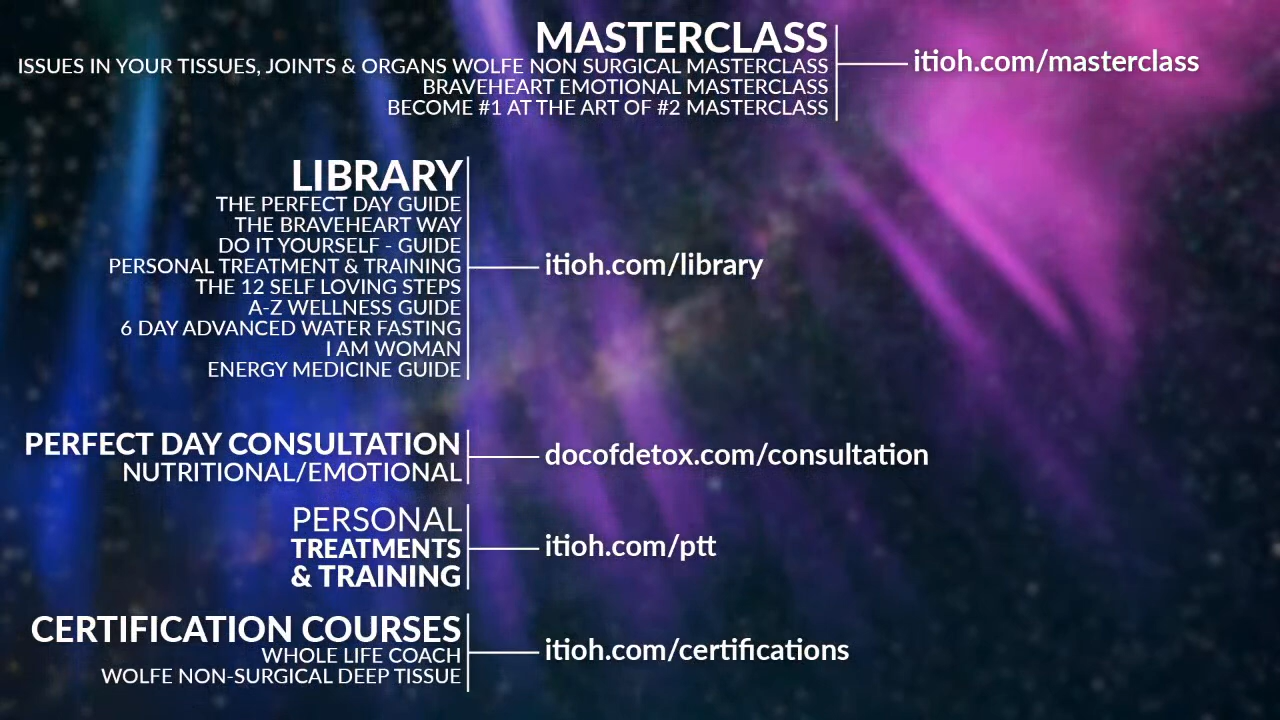 MASTERCLASS
ISSUES IN YOUR TISSUES, JOINTS & ORGANS WOLFE NON SURGICAL MASTERCLASS
BRAVEHEART EMOTIONAL MASTERCLASS
BECOME #1 AT THE ART OF #2 MASTERCLASS
itioh.com/masterclass
LIBRARY
THE PERFECT DAY GUIDE
THE BRAVEHEART WAY
DO IT YOURSELF - GUIDE
PERSONAL TREATMENT & TRAINING
THE 12 SELF LOVING STEPS
A-Z WELLNESS GUIDE
6 DAY ADVANCED WATER FASTING
I AM WOMAN
ENERGY MEDICINE GUIDE
itioh.com/library
PERFECT DAY CONSULTATION
NUTRITIONAL/EMOTIONAL
docofdetox.com/consultation
PERSONAL
TREATMENTS
& TRAINING
itioh.com/ptt
CERTIFICATION COURSES
WHOLE LIFE COACH
WOLFE NON-SURGICAL DEEP TISSUE
itioh.com/certifications